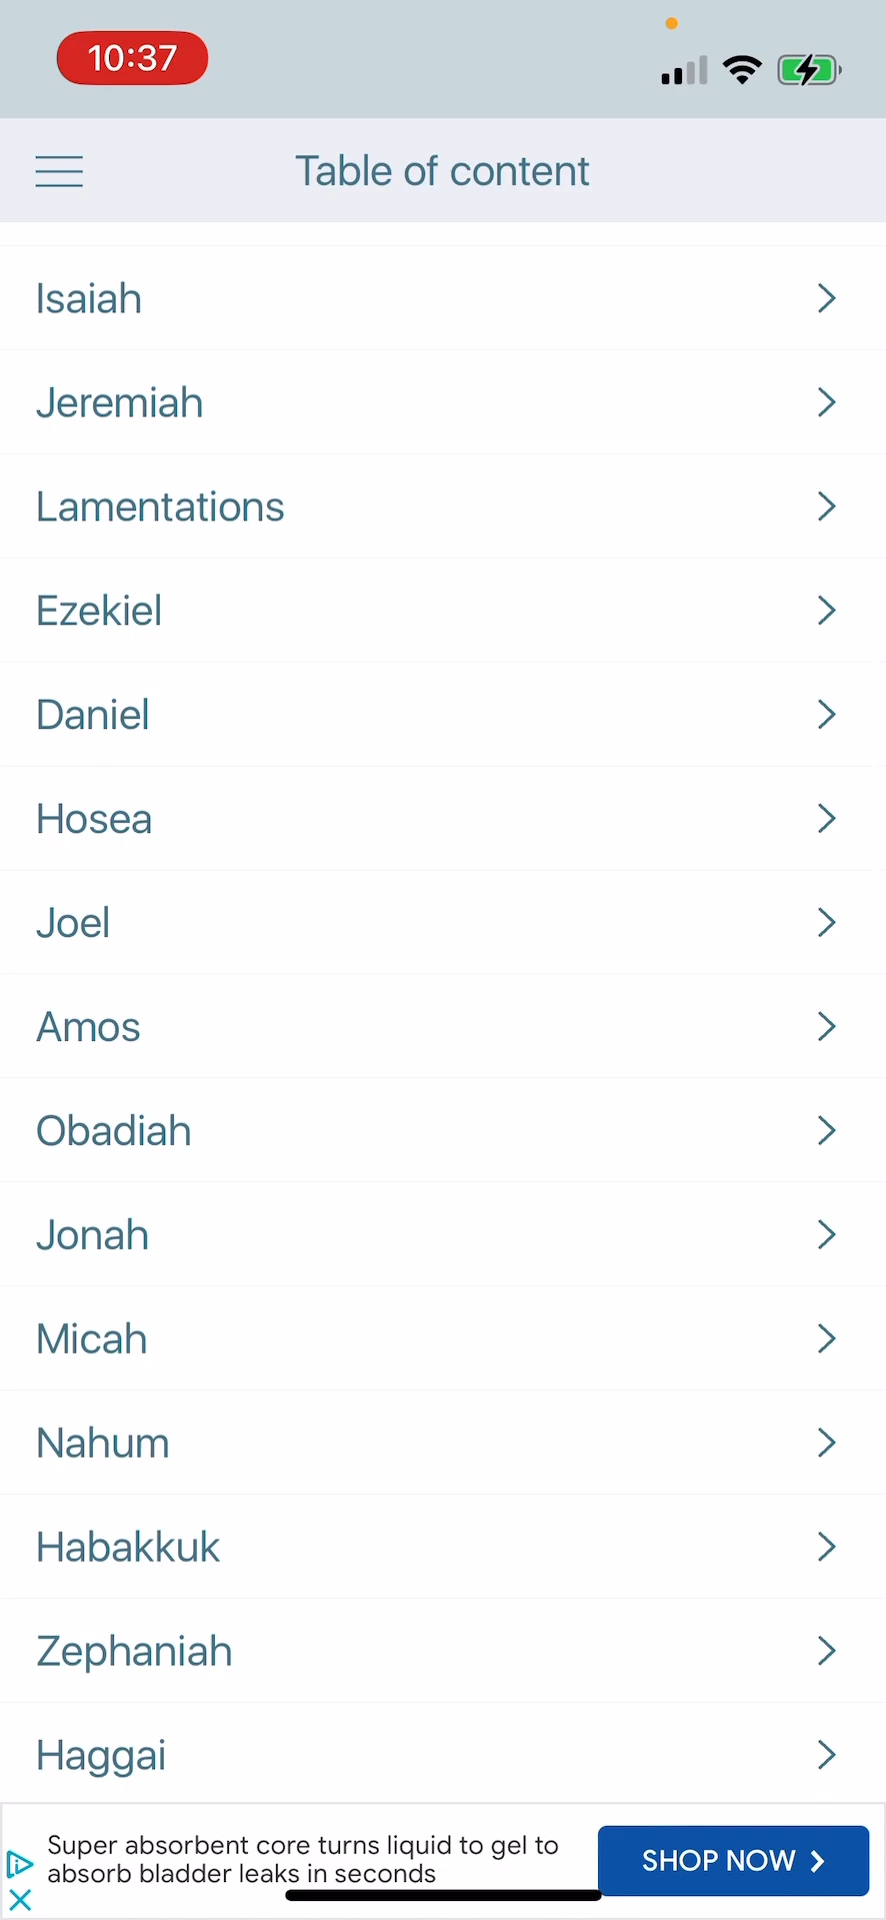 10:37
Table of content
Isaiah
Jeremiah
Lamentations
Ezekiel
Daniel
Hosea
Joel
Amos
Obadiah
Jonah
Micah
Nahum
Habakkuk
Zephaniah
Haggai
Super absorbent core turns liquid to gel to
absorb bladder leaks in seconds
SHOP NOW